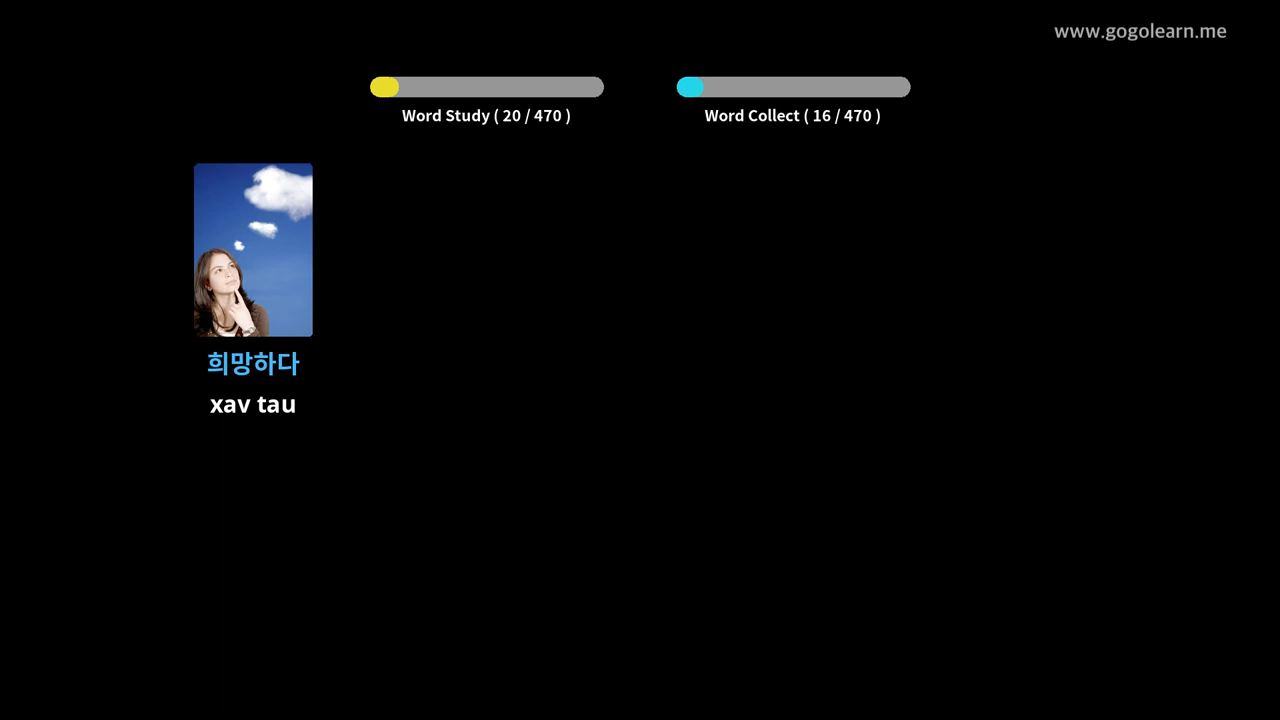 www.gogolearn.me
Word Study ( 20 / 470 )
Word Collect ( 16 / 470 )
희망하다
xav tau